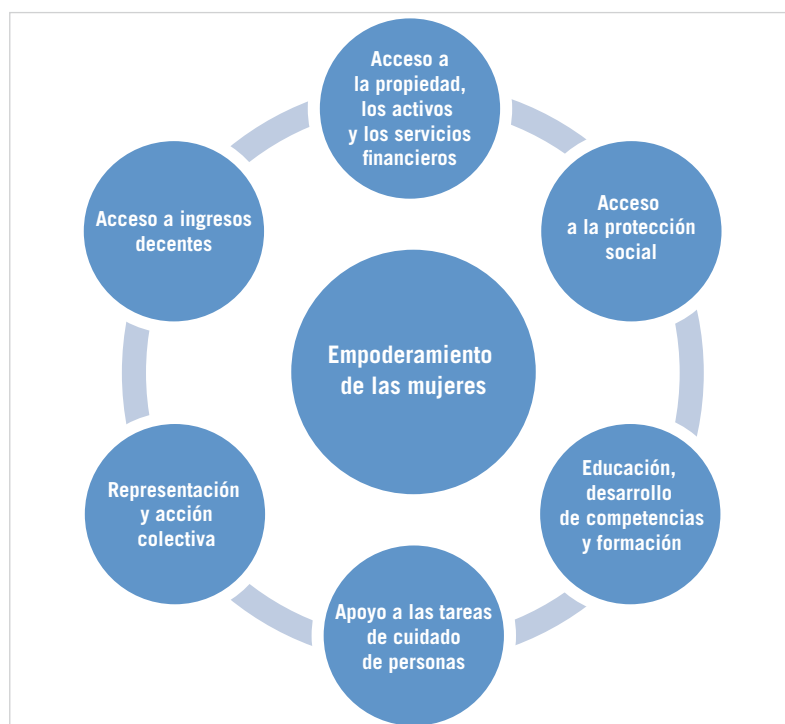 Acceso a
la propiedad,
los activos
y los servicios
financieros
Acceso
a la protección
social
Educación,
desarrollo
de competencias
y formación
Apoyo a las tareas
de cuidado
de personas
Representación
y acción
colectiva
Acceso a ingresos
decentes
Empoderamiento
de las mujeres